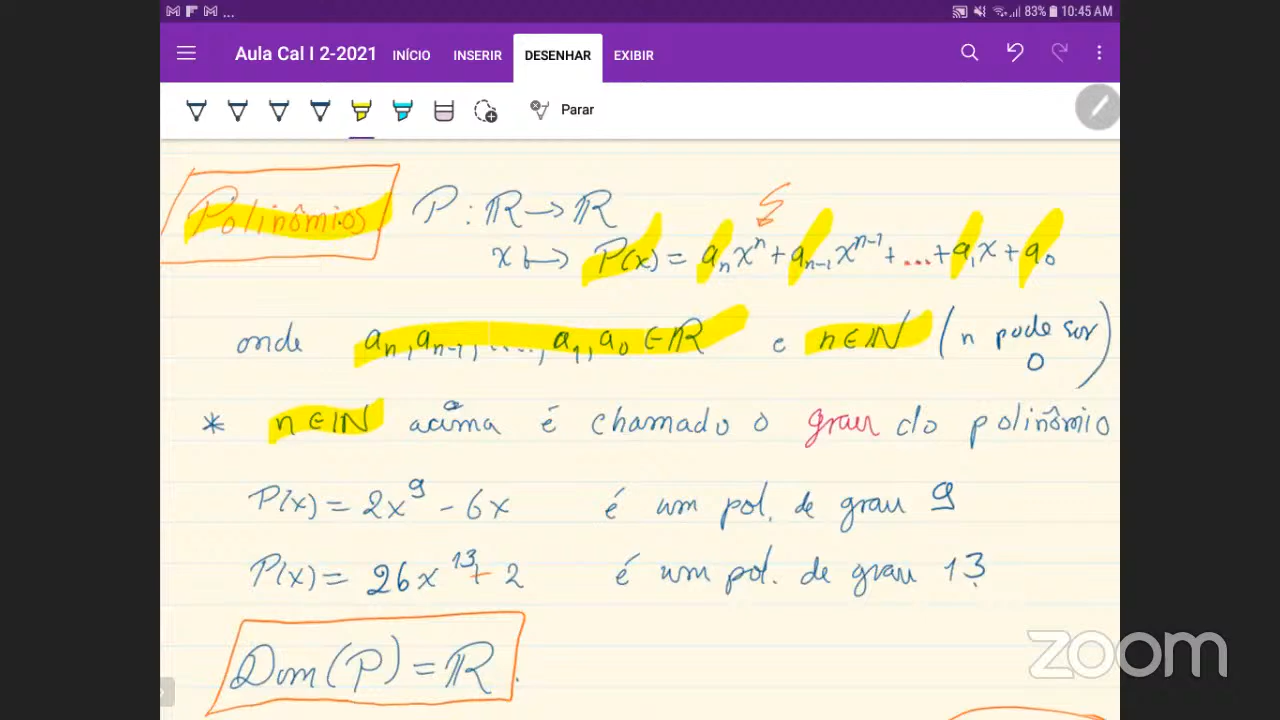 ... 83% 10:45 AM
Aula Cal I 2-2021 INÍCIO INSERIR DESENHAR EXIBIR
Parar
Polinômios P : ℝ → ℝ
x ↦ P(x) = aₙxⁿ + aₙ₋₁xⁿ⁻¹ + ... + a₁x + a₀
onde aₙ, aₙ₋₁, ...., a₁, a₀ ∈ ℝ e n ∈ ℕ (n pode ser 0)
* n ∈ ℕ acima é chamado o grau do polinômio
P(x) = 2x⁹ - 6x é um pol. de grau 9
P(x) = 26x¹³ + 2 é um pol. de grau 13
Dom(P) = ℝ.
zoom